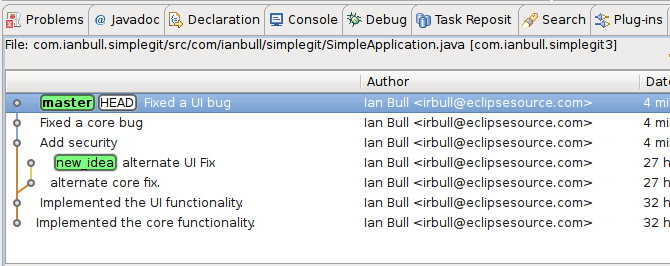 Problems @ Javadoc Declaration Console Debug Task Reposit Search Plug-ins
File: com.ianbull.simplegit/src/com/ianbull/simplegit/SimpleApplication.java [com.ianbull.simplegit3]
Author Date
master HEAD Fixed a UI bug Ian Bull <irbull@eclipsesource.com> 4 mi
Fixed a core bug Ian Bull <irbull@eclipsesource.com> 4 mi
Add security Ian Bull <irbull@eclipsesource.com> 4 mi
new_idea alternate UI Fix Ian Bull <irbull@eclipsesource.com> 27 h
alternate core fix. Ian Bull <irbull@eclipsesource.com> 27 h
Implemented the UI functionality. Ian Bull <irbull@eclipsesource.com> 32 h
Implemented the core functionality. Ian Bull <irbull@eclipsesource.com> 32 h